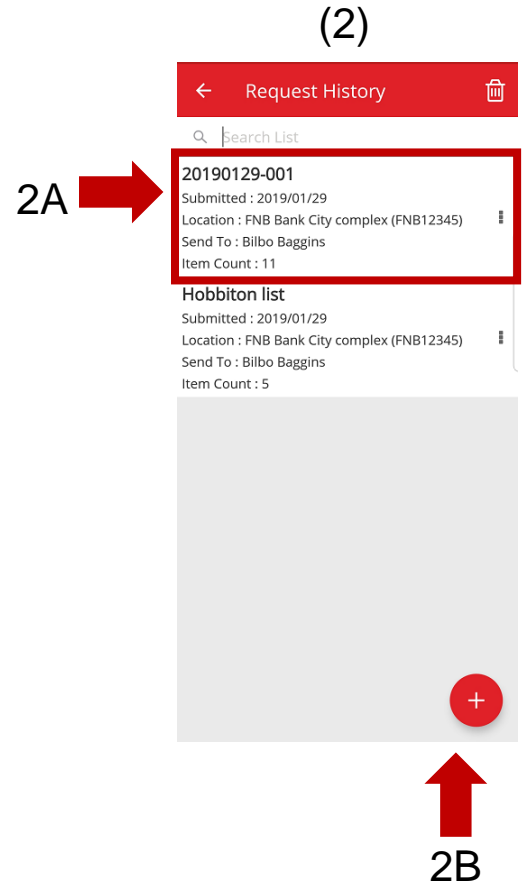 (2)
Request History
Search List
2A
20190129-001
Submitted : 2019/01/29
Location : FNB Bank City complex (FNB12345)
Send To : Bilbo Baggins
Item Count : 11
Hobbiton list
Submitted : 2019/01/29
Location : FNB Bank City complex (FNB12345)
Send To : Bilbo Baggins
Item Count : 5
2B